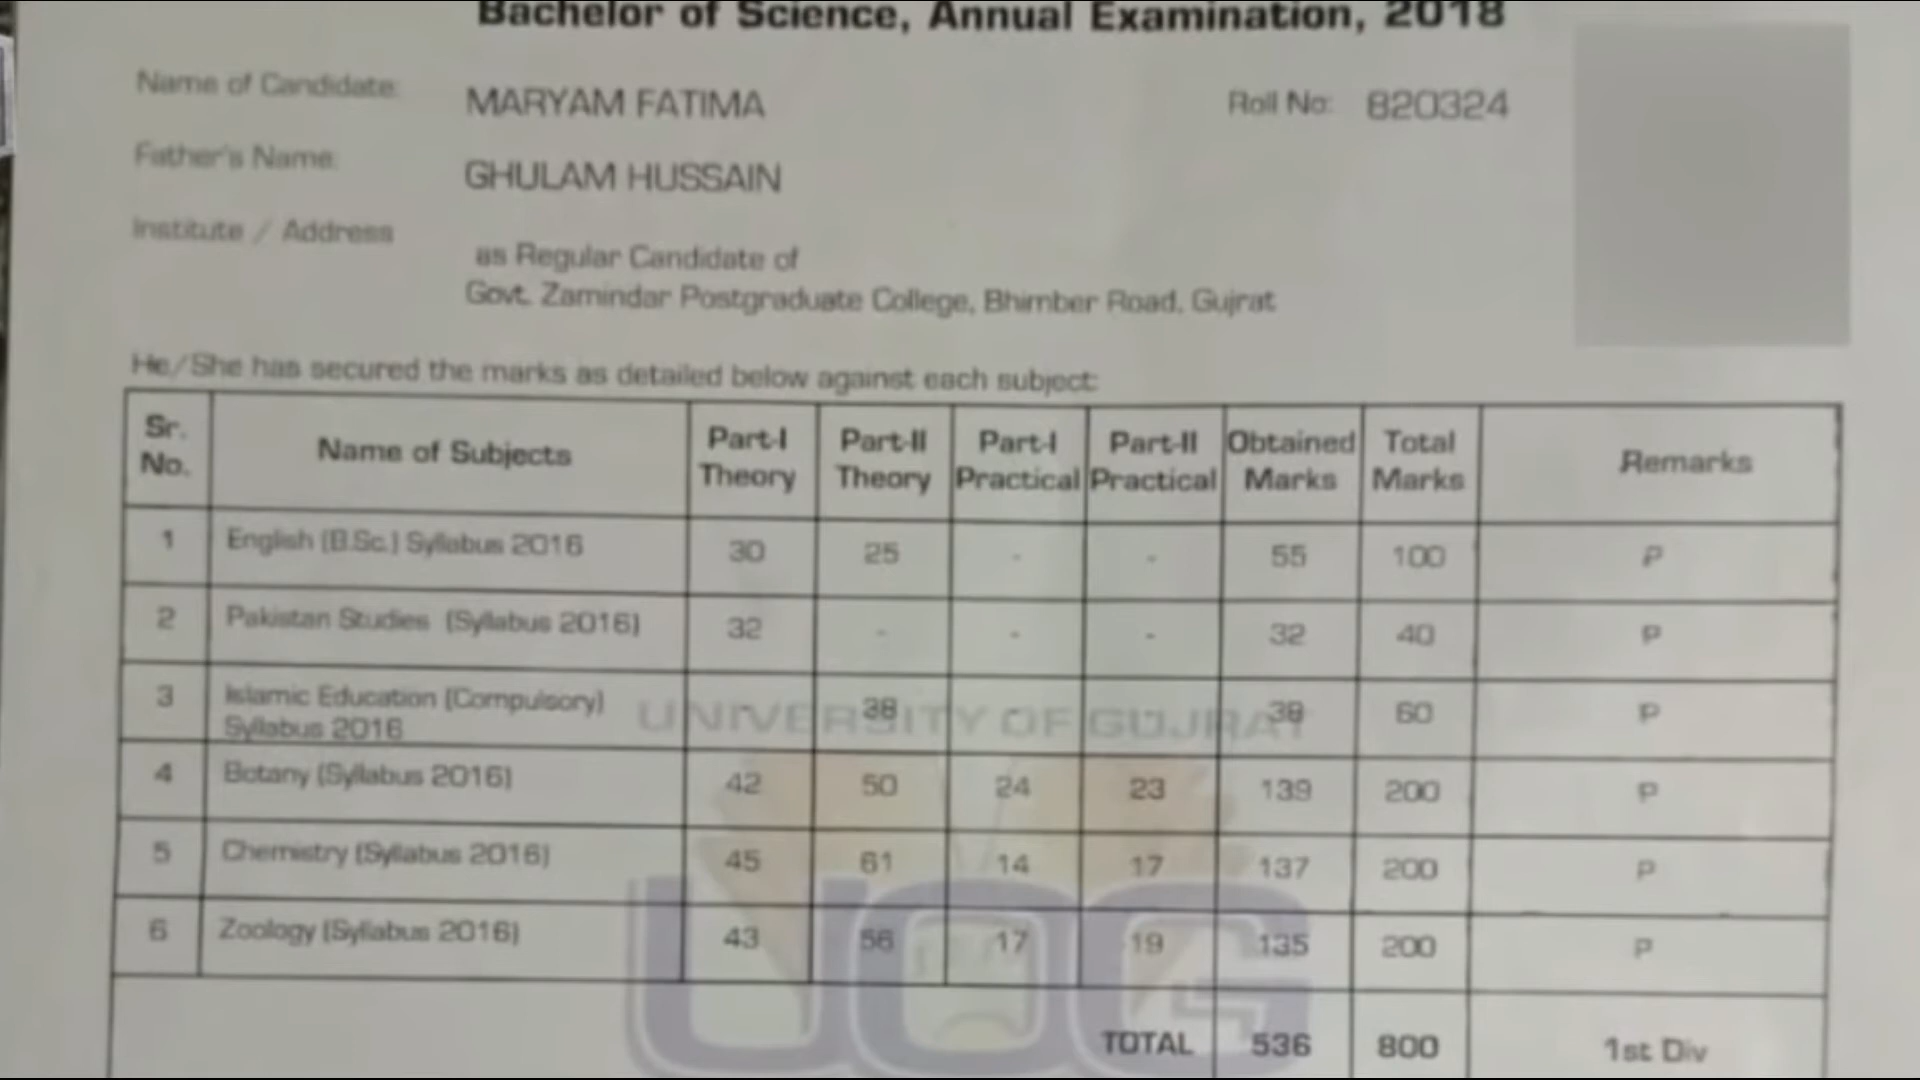 Bachelor of Science, Annual Examination, 2018
Name of Candidate: MARYAM FATIMA Roll No: 820324
Father's Name: GHULAM HUSSAIN
Institute / Address
as Regular Candidate of
Govt. Zamindar Postgraduate College, Bhimber Road, Gujrat
He/She has secured the marks as detailed below against each subject:
Sr. No. Name of Subjects Part-I Theory Part-II Theory Part-I Practical Part-II Practical Obtained Marks Total Marks Remarks
1 English (B.Sc.) Syllabus 2016 30 25 - - 55 100 P
2 Pakistan Studies (Syllabus 2016) 32 - - - 32 40 P
3 Islamic Education (Compulsory) Syllabus 2016 - 38 - - 38 60 P
UNIVERSITY OF GUJRAT
4 Botany (Syllabus 2016) 42 50 24 23 139 200 P
5 Chemistry (Syllabus 2016) 45 61 14 17 137 200 P
6 Zoology (Syllabus 2016) 43 56 17 19 135 200 P
UOG
TOTAL 536 800 1st Div